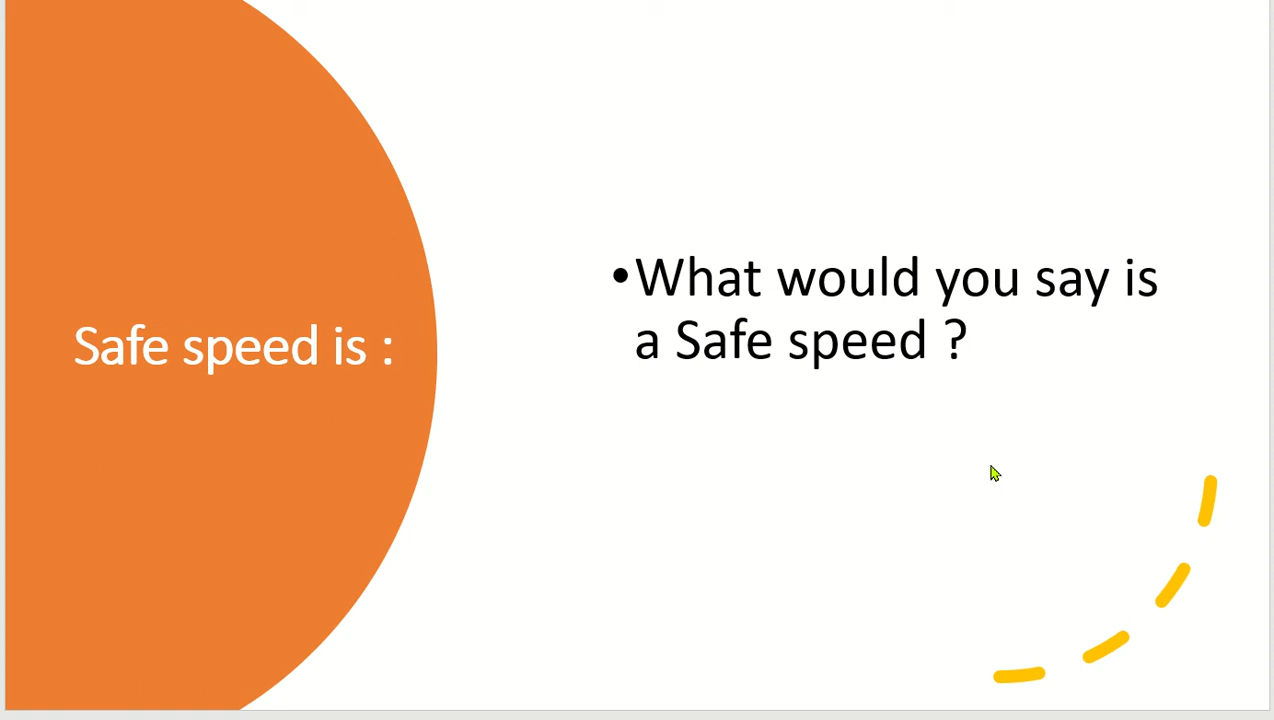 Safe speed is :
•What would you say is
a Safe speed ?